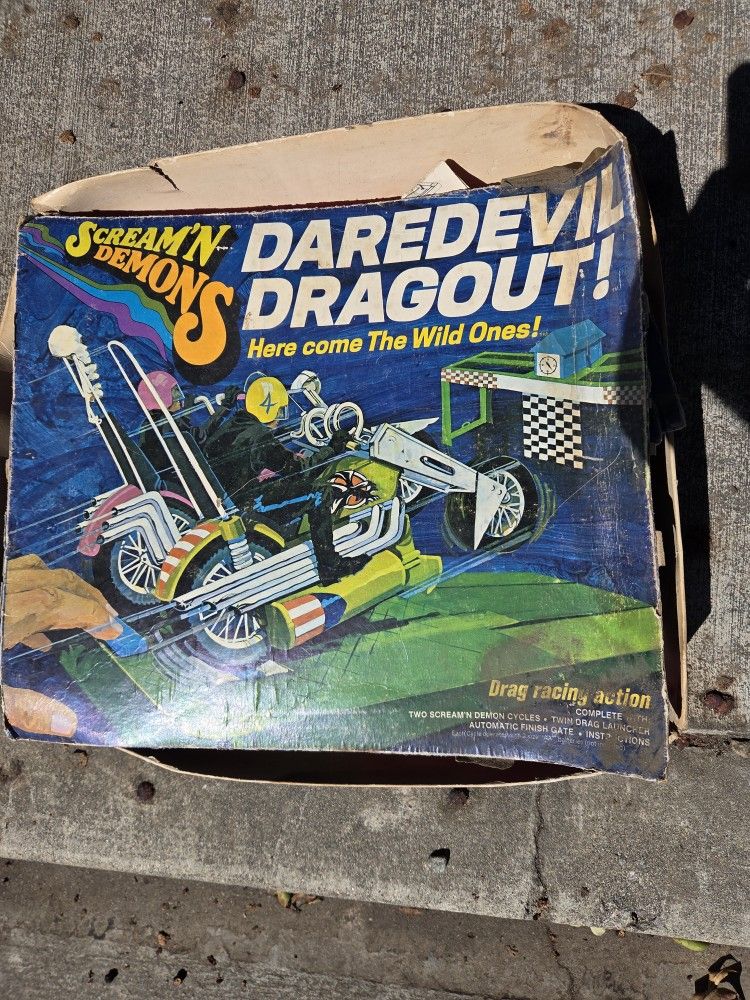 SCREAM'N
DEMONS
DAREDEVIL
DRAGOUT!
Here come The Wild Ones!
4
Drag racing action
COMPLETE WITH:
TWO SCREAM'N DEMON CYCLES • TWIN DRAG LAUNCHER
AUTOMATIC FINISH GATE • INSTRUCTIONS